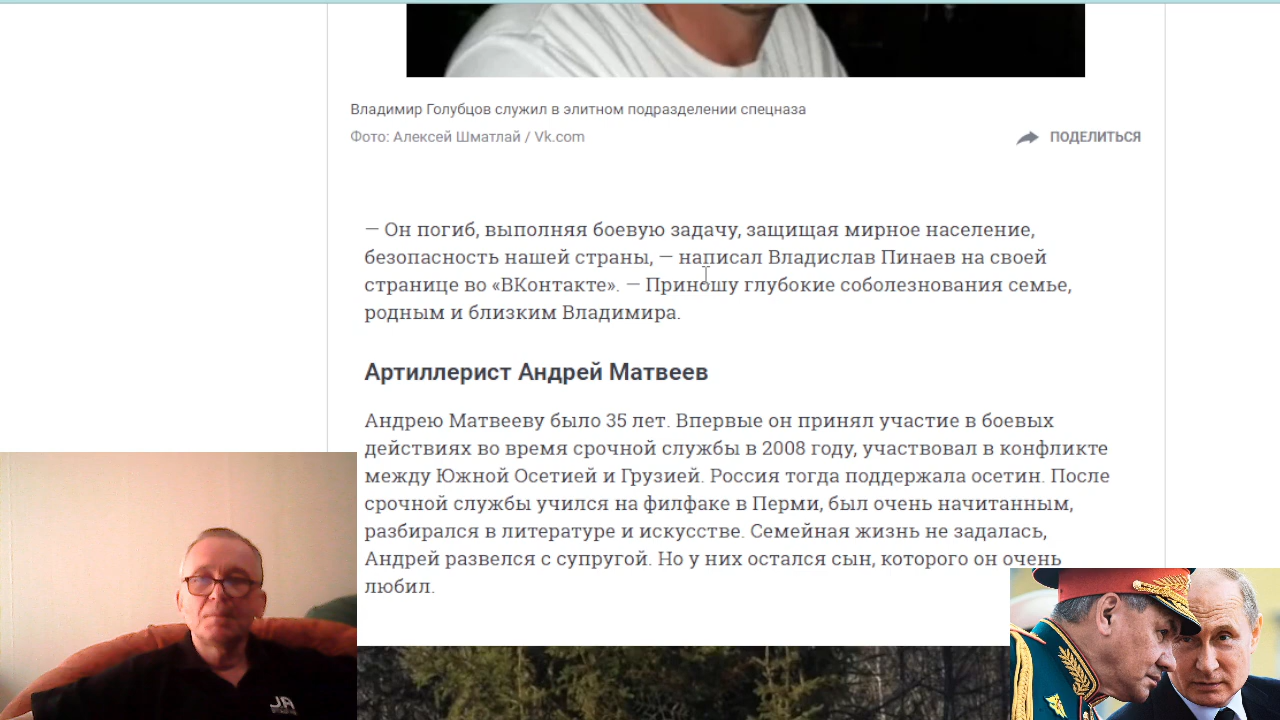 Владимир Голубцов служил в элитном подразделении спецназа
Фото: Алексей Шматлай / Vk.com
ПОДЕЛИТЬСЯ
— Он погиб, выполняя боевую задачу, защищая мирное население,
безопасность нашей страны, — написал Владислав Пинаев на своей
странице во «ВКонтакте». — Приношу глубокие соболезнования семье,
родным и близким Владимира.
Артиллерист Андрей Матвеев
Андрею Матвееву было 35 лет. Впервые он принял участие в боевых
действиях во время срочной службы в 2008 году, участвовал в конфликте
между Южной Осетией и Грузией. Россия тогда поддержала осетин. После
срочной службы учился на филфаке в Перми, был очень начитанным,
разбирался в литературе и искусстве. Семейная жизнь не задалась,
Андрей развелся с супругой. Но у них остался сын, которого он очень
любил.
JA